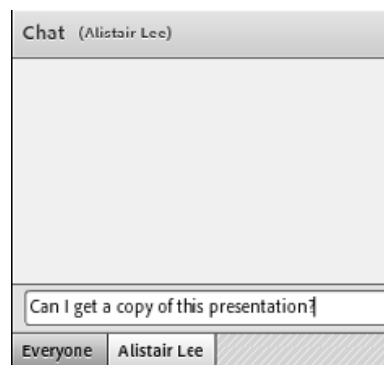 Chat (Alistair Lee)
Can I get a copy of this presentation?
Everyone Alistair Lee